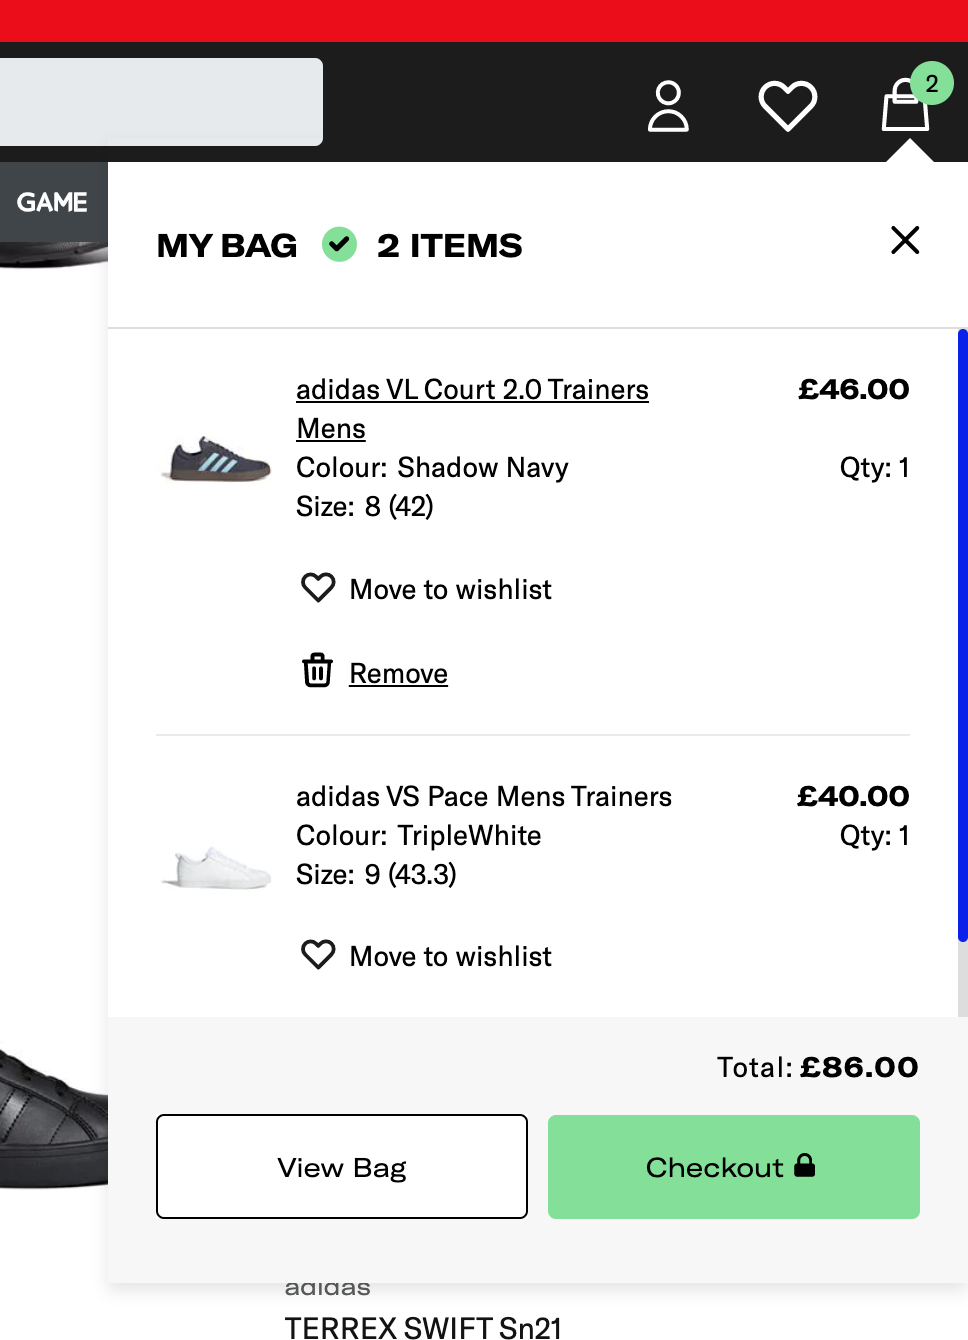 2
GAME
MY BAG 2 ITEMS
adidas VL Court 2.0 Trainers £46.00
Mens
Colour: Shadow Navy Qty: 1
Size: 8 (42)
Move to wishlist
Remove
adidas VS Pace Mens Trainers £40.00
Colour: TripleWhite Qty: 1
Size: 9 (43.3)
Move to wishlist
Total: £86.00
View Bag Checkout
adidas
TERREX SWIFT Sn21